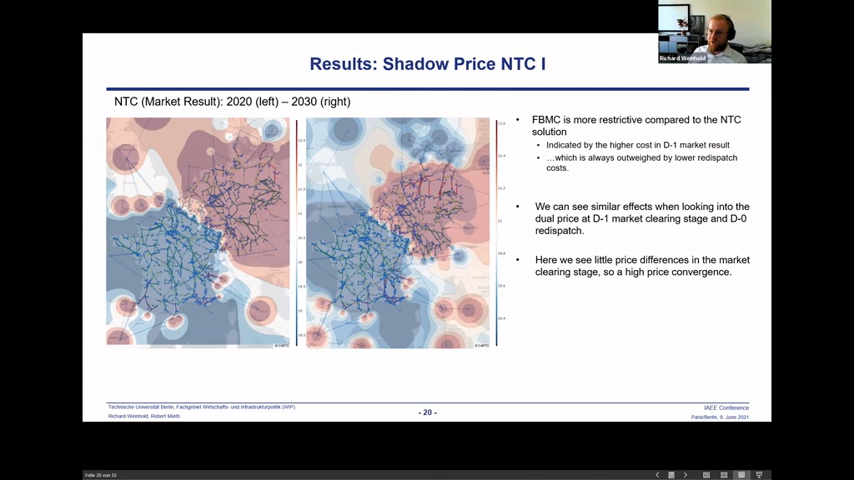 Richard Weinhold
Results: Shadow Price NTC I
NTC (Market Result): 2020 (left) – 2030 (right)
• FBMC is more restrictive compared to the NTC
solution
• Indicated by the higher cost in D-1 market result
• …which is always outweighed by lower redispatch
costs.
• We can see similar effects when looking into the
dual price at D-1 market clearing stage and D-0
redispatch.
• Here we see little price differences in the market
clearing stage, so a high price convergence.
Technische Universität Berlin, Fachgebiet Wirtschafts- und Infrastrukturpolitik (WIP)
Richard Weinhold, Robert Mieth
- 20 -
IAEE Conference
Paris/Berlin, 9. June 2021
Folie 20 von 33